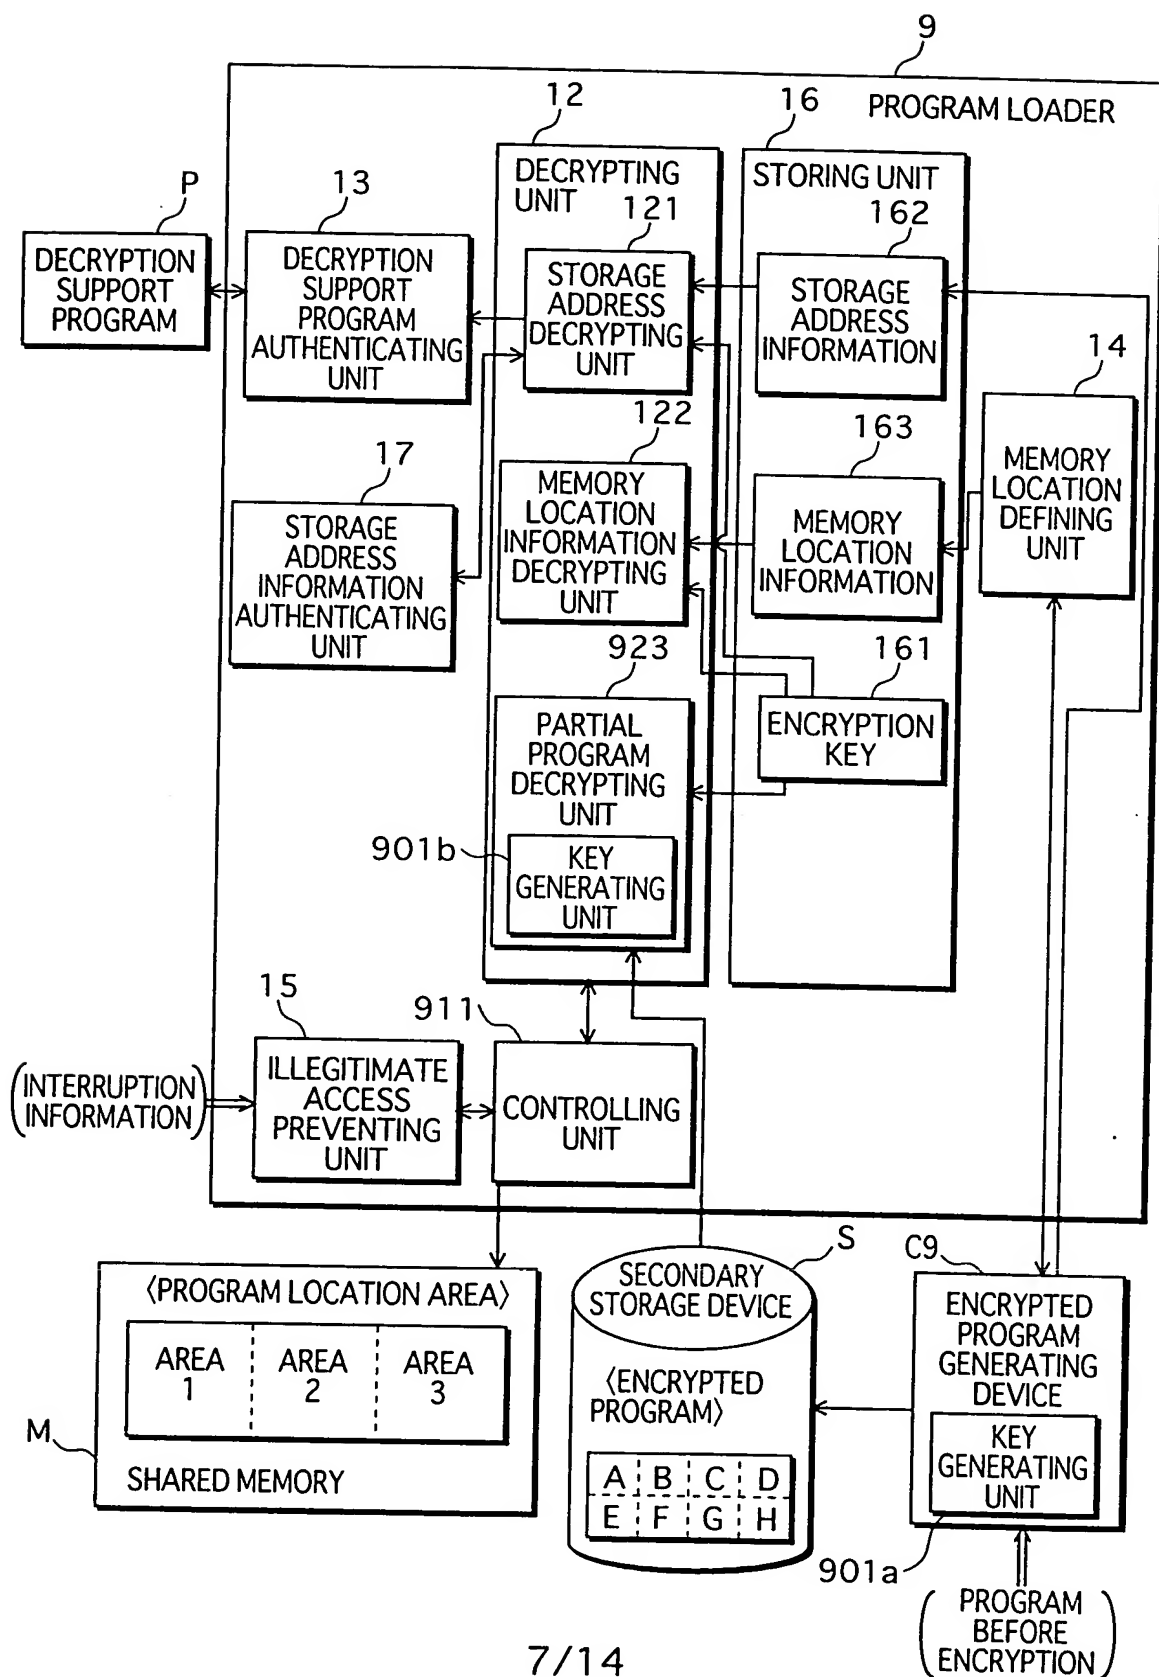 9
PROGRAM LOADER
12
16
DECRYPTING
UNIT
STORING UNIT
P
13
121
162
DECRYPTION
SUPPORT
PROGRAM
DECRYPTION
SUPPORT
PROGRAM
AUTHENTICATING
UNIT
STORAGE
ADDRESS
DECRYPTING
UNIT
STORAGE
ADDRESS
INFORMATION
14
122
163
17
MEMORY
LOCATION
DEFINING
UNIT
STORAGE
ADDRESS
INFORMATION
AUTHENTICATING
UNIT
MEMORY
LOCATION
INFORMATION
DECRYPTING
UNIT
MEMORY
LOCATION
INFORMATION
923
161
PARTIAL
PROGRAM
DECRYPTING
UNIT
ENCRYPTION
KEY
901b
KEY
GENERATING
UNIT
15
911
(INTERRUPTION
INFORMATION)
ILLEGITIMATE
ACCESS
PREVENTING
UNIT
CONTROLLING
UNIT
S
C9
〈PROGRAM LOCATION AREA〉
AREA
1
AREA
2
AREA
3
M
SHARED MEMORY
SECONDARY
STORAGE DEVICE
〈ENCRYPTED
PROGRAM〉
A B C D
E F G H
ENCRYPTED
PROGRAM
GENERATING
DEVICE
KEY
GENERATING
UNIT
901a
(PROGRAM
BEFORE
ENCRYPTION)
7/14